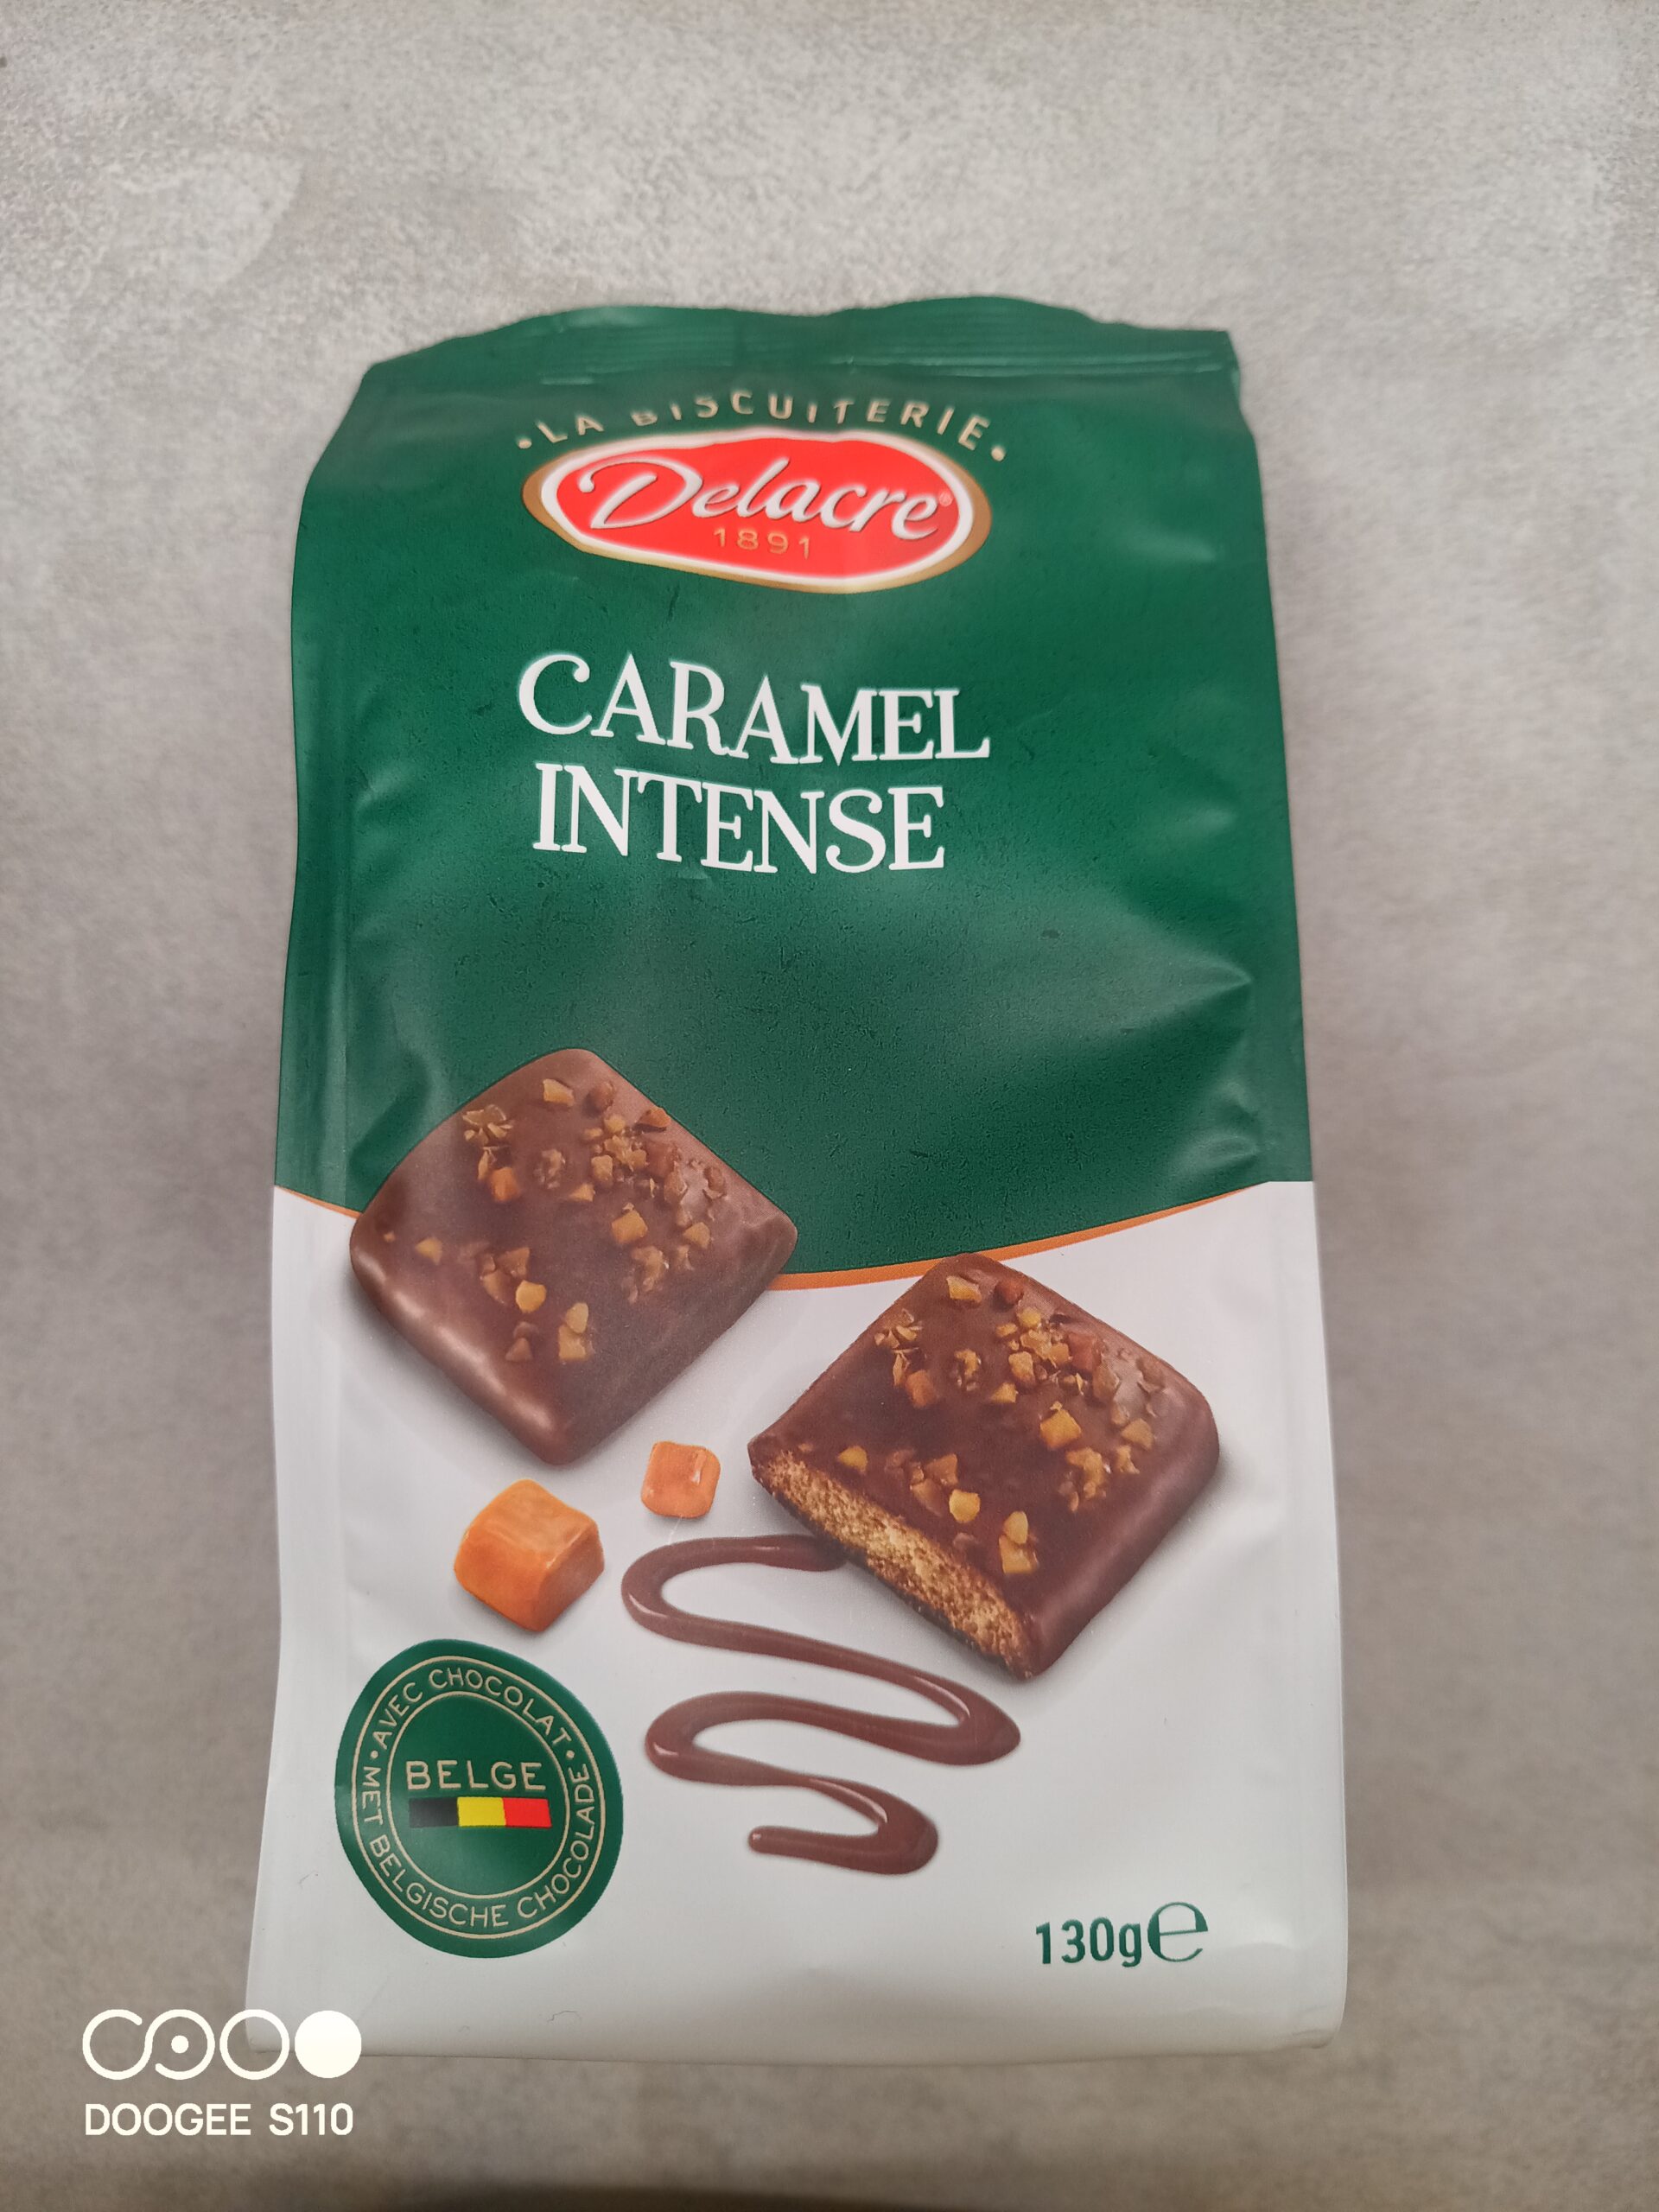 • LA BISCUITERIE •
Delacre®
1891
CARAMEL
INTENSE
• AVEC CHOCOLAT •
BELGE
MET BELGISCHE CHOCOLADE
130g℮
DOOGEE S110